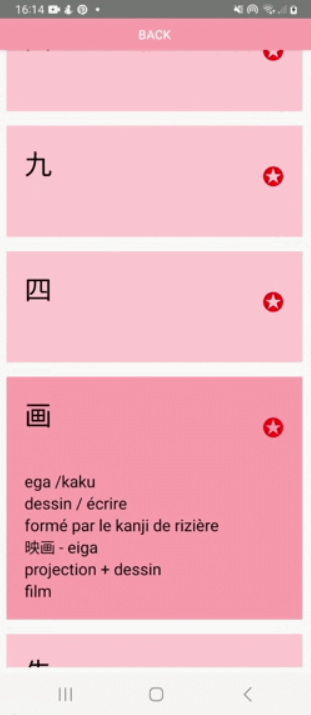 16:14
BACK
九
四
画
ega /kaku
dessin / écrire
formé par le kanji de rizière
映画 - eiga
projection + dessin
film